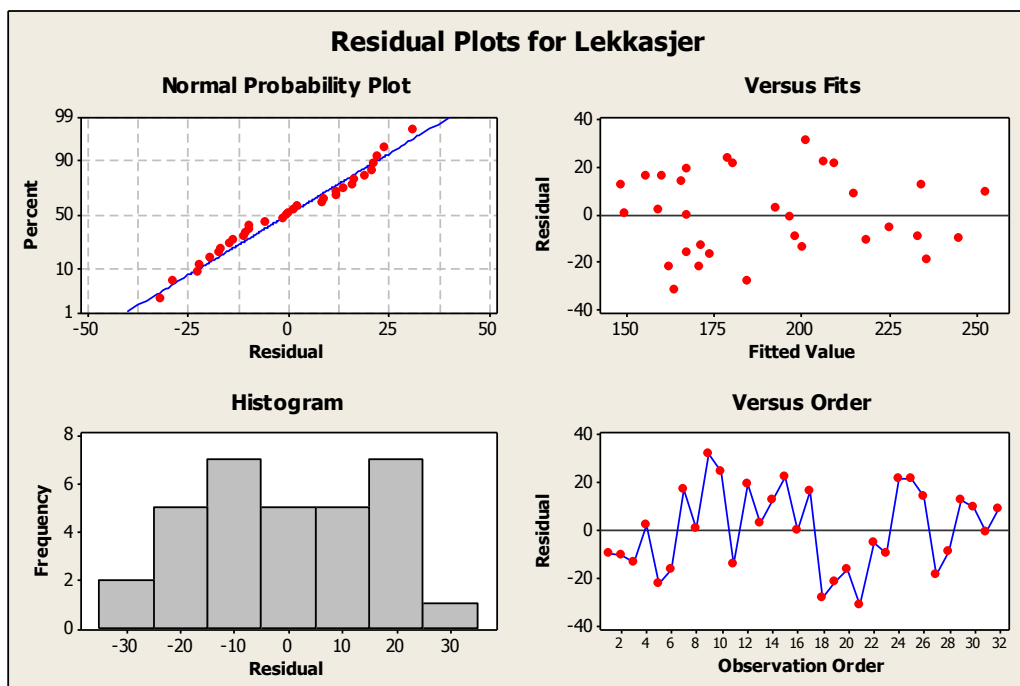 Residual Plots for Lekkasjer
Normal Probability Plot
99
90
50
10
1
Percent
-50 -25 0 25 50
Residual
Versus Fits
40
20
0
-20
-40
Residual
150 175 200 225 250
Fitted Value
Histogram
8
6
4
2
0
Frequency
-30 -20 -10 0 10 20 30
Residual
Versus Order
40
20
0
-20
-40
Residual
2 4 6 8 10 12 14 16 18 20 22 24 26 28 30 32
Observation Order